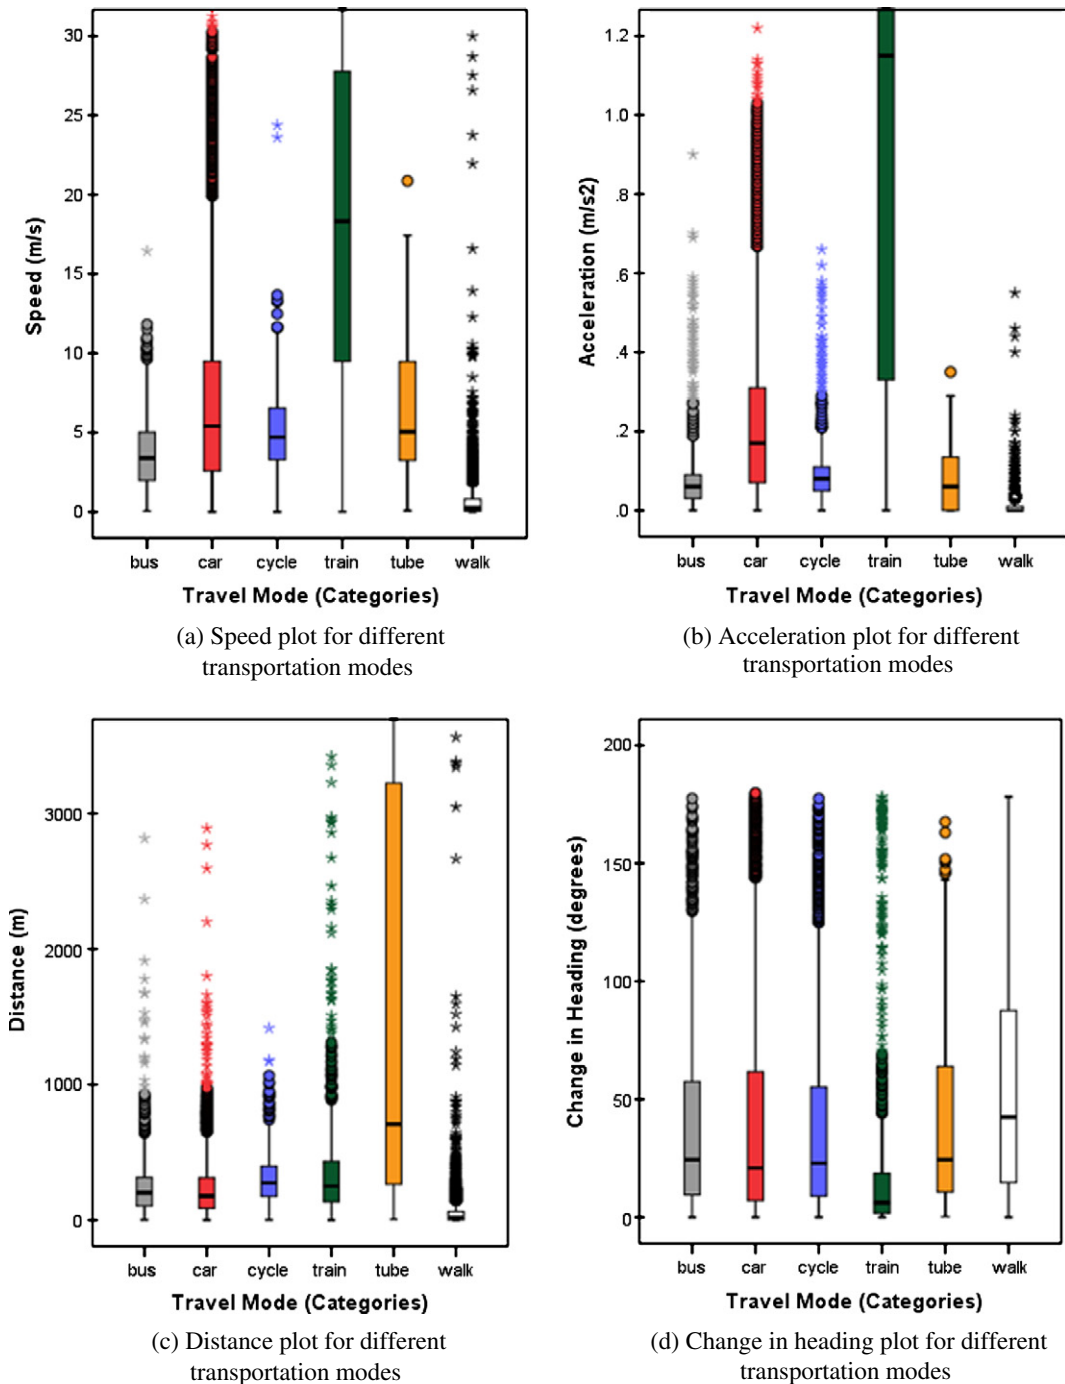 30
25
20
15
10
5
0
Speed (m/s)
bus car cycle train tube walk
Travel Mode (Categories)
(a) Speed plot for different
transportation modes
1.2
1.0
.8
.6
.4
.2
.0
Acceleration (m/s2)
bus car cycle train tube walk
Travel Mode (Categories)
(b) Acceleration plot for different
transportation modes
3000
2000
1000
0
Distance (m)
bus car cycle train tube walk
Travel Mode (Categories)
(c) Distance plot for different
transportation modes
200
150
100
50
0
Change in Heading (degrees)
bus car cycle train tube walk
Travel Mode (Categories)
(d) Change in heading plot for different
transportation modes